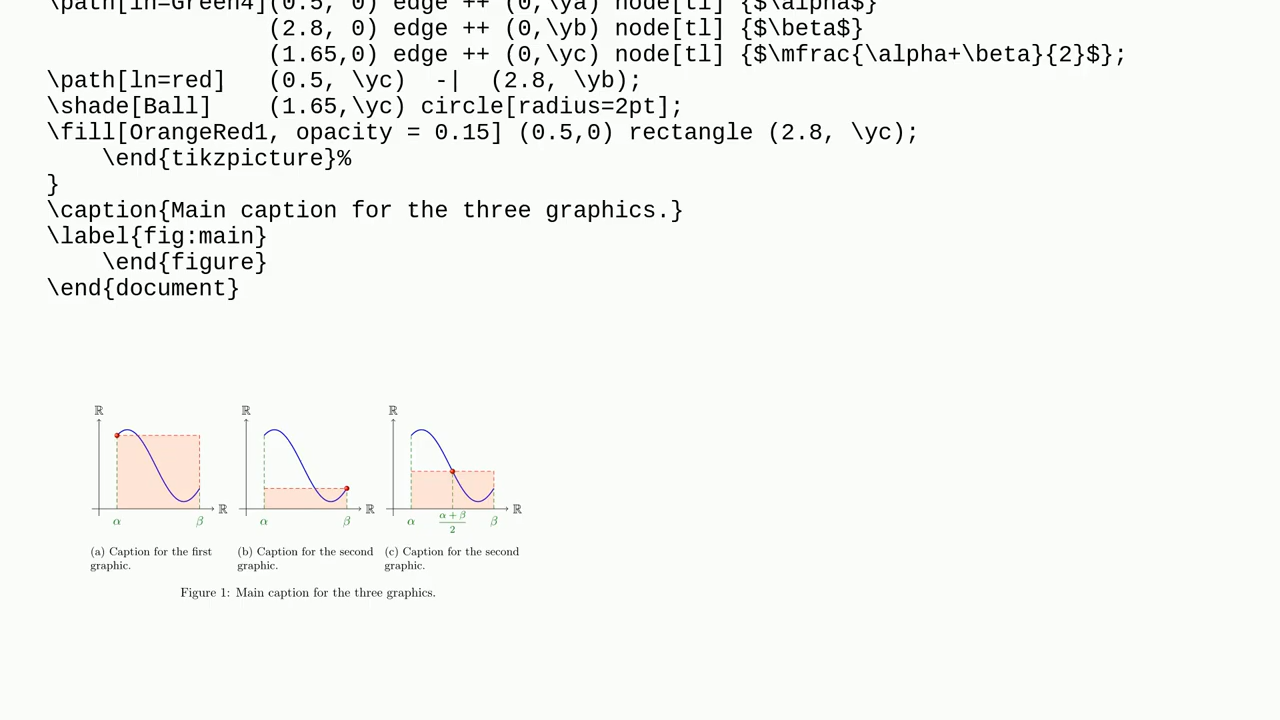 \path[ln=Green4](0.5, 0) edge ++ (0,\ya) node[tl] {$\alpha$}
                (2.8, 0) edge ++ (0,\yb) node[tl] {$\beta$}
                (1.65,0) edge ++ (0,\yc) node[tl] {$\mfrac{\alpha+\beta}{2}$};
\path[ln=red]   (0.5, \yc)  -|  (2.8, \yb);
\shade[Ball]    (1.65,\yc) circle[radius=2pt];
\fill[OrangeRed1, opacity = 0.15] (0.5,0) rectangle (2.8, \yc);
    \end{tikzpicture}%
}
\caption{Main caption for the three graphics.}
\label{fig:main}
    \end{figure}
\end{document}
ℝ ℝ ℝ
ℝ ℝ ℝ
α β α β α α + β β
2
(a) Caption for the first (b) Caption for the second (c) Caption for the second
graphic. graphic. graphic.
Figure 1: Main caption for the three graphics.